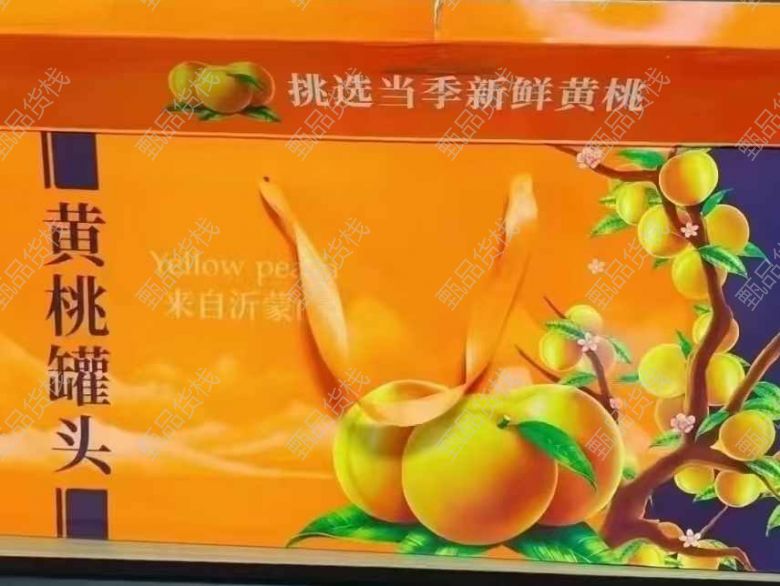 挑选当季新鲜黄桃
黄桃罐头
Yellow pea
来自沂蒙
甄品货栈